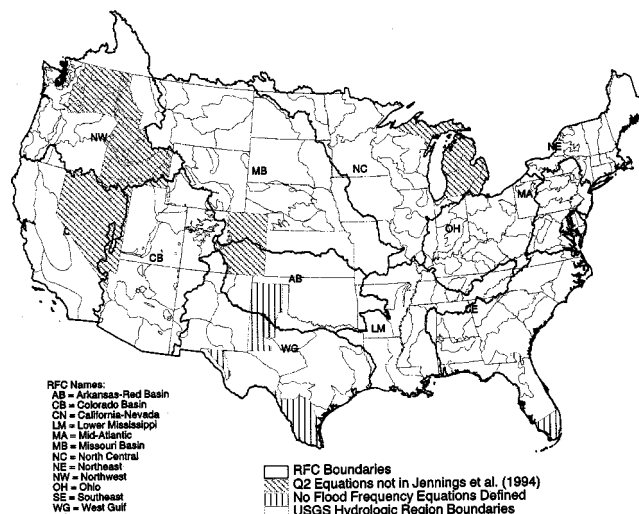 NW
MB
NC
NE
MA
OH
CB
AB
LM
SE
WG
RFC Names:
AB = Arkansas-Red Basin
CB = Colorado Basin
CN = California-Nevada
LM = Lower Mississippi
MA = Mid-Atlantic
MB = Missouri Basin
NC = North Central
NE = Northeast
NW = Northwest
OH = Ohio
SE = Southeast
WG = West Gulf
RFC Boundaries
Q2 Equations not in Jennings et al. (1994)
No Flood Frequency Equations Defined
USGS Hydrologic Region Boundaries